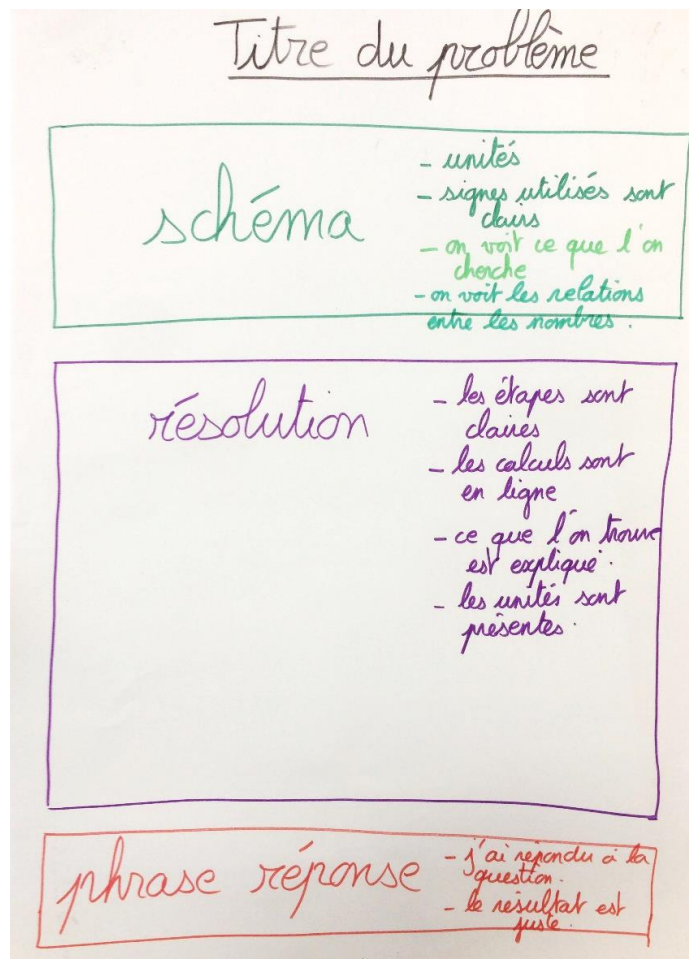 Titre du problème
schéma
- unités
- signes utilisés sont
clairs
- on voit ce que l'on
cherche
- on voit les relations
entre les nombres.
résolution
- les étapes sont
claires
- les calculs sont
en ligne
- ce que l'on trouve
est expliqué.
- les unités sont
présentes.
phrase réponse
- j'ai répondu à la
question.
- le résultat est
juste.